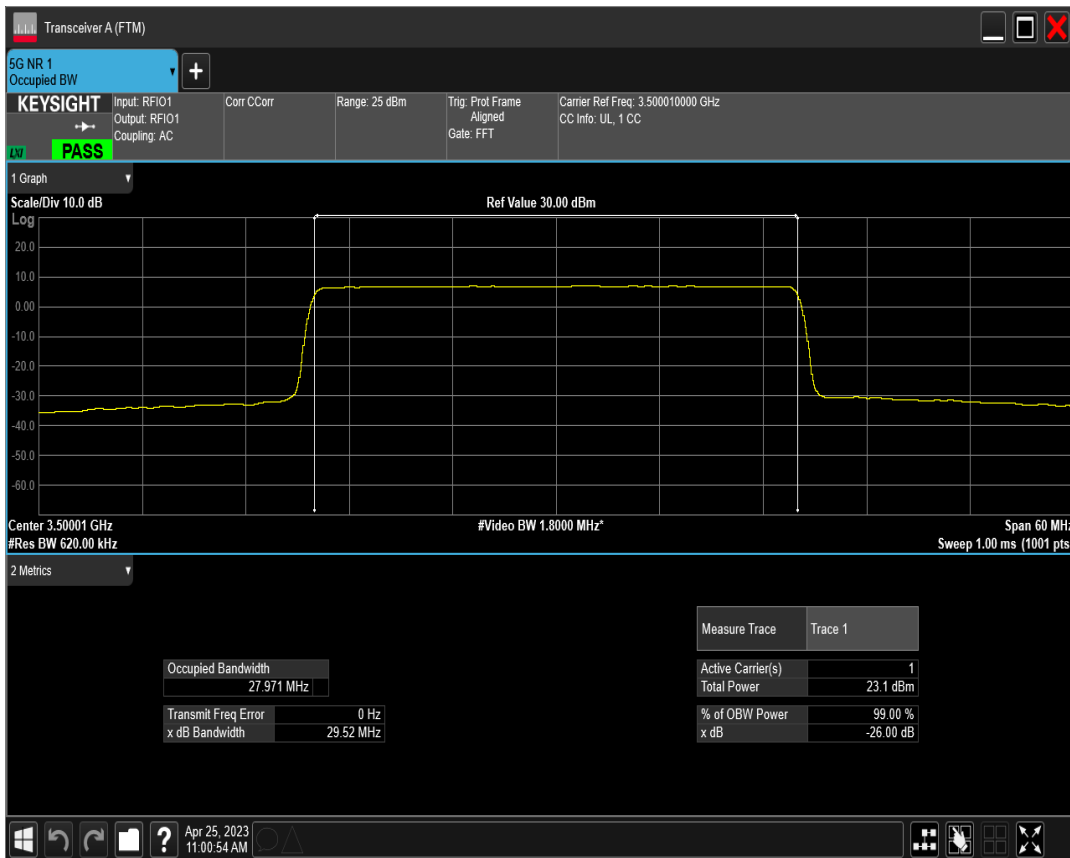 Transceiver A (FTM)
5G NR 1
Occupied BW
+
KEYSIGHT
LXI
PASS
Input: RFIO1
Output: RFIO1
Coupling: AC
Corr CCorr
Range: 25 dBm
Trig: Prot Frame
Aligned
Gate: FFT
Carrier Ref Freq: 3.500010000 GHz
CC Info: UL, 1 CC
1 Graph
Scale/Div 10.0 dB
Ref Value 30.00 dBm
Log
20.0
10.0
0.00
-10.0
-20.0
-30.0
-40.0
-50.0
-60.0
Center 3.50001 GHz
#Video BW 1.8000 MHz*
Span 60 MHz
#Res BW 620.00 kHz
Sweep 1.00 ms (1001 pts
2 Metrics
Measure Trace Trace 1
Occupied Bandwidth
27.971 MHz
Active Carrier(s) 1
Total Power 23.1 dBm
Transmit Freq Error 0 Hz
x dB Bandwidth 29.52 MHz
% of OBW Power 99.00 %
x dB -26.00 dB
?
Apr 25, 2023
11:00:54 AM